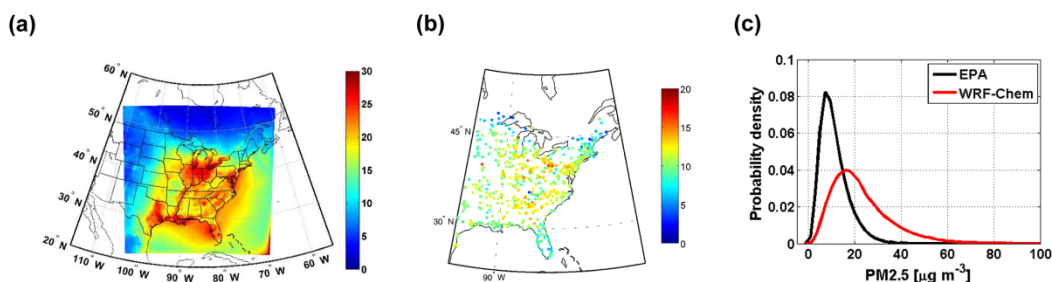 (a)
60° N
50° N
40° N
30° N
20° N
110° W
100° W
90° W
80° W
70° W
60° W
30
25
20
15
10
5
0
(b)
45° N
30° N
90° W
20
15
10
5
0
(c)
0.1
0.08
0.06
0.04
0.02
0
Probability density
EPA
WRF-Chem
0 20 40 60 80 100
PM2.5 [μg m⁻³]